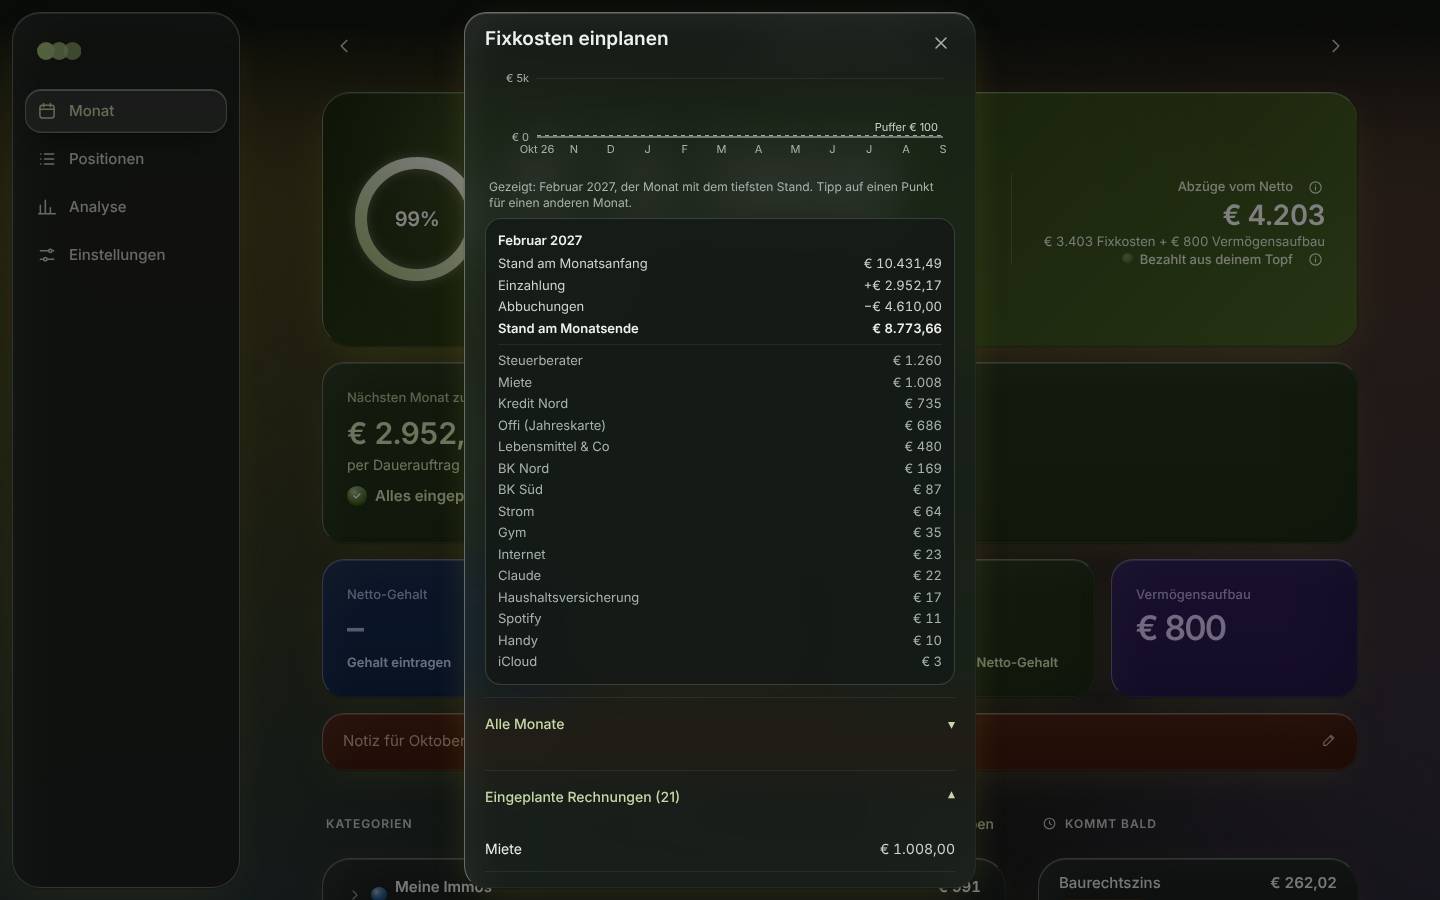 Monat
Positionen
Analyse
Einstellungen
99%
Abzüge vom Netto
€ 4.203
€ 3.403 Fixkosten + € 800 Vermögensaufbau
Bezahlt aus deinem Topf
Nächsten Monat zu
€ 2.952,
per Dauerauftrag
Alles eingep
Netto-Gehalt
–
Gehalt eintragen
Netto-Gehalt
Vermögensaufbau
€ 800
Notiz für Oktober
KATEGORIEN
KOMMT BALD
Baurechtszins € 262,02
Fixkosten einplanen
€ 5k
€ 0
Puffer € 100
Okt 26 N D J F M A M J J A S
Gezeigt: Februar 2027, der Monat mit dem tiefsten Stand. Tipp auf einen Punkt
für einen anderen Monat.
Februar 2027
Stand am Monatsanfang € 10.431,49
Einzahlung +€ 2.952,17
Abbuchungen −€ 4.610,00
Stand am Monatsende € 8.773,66
Steuerberater € 1.260
Miete € 1.008
Kredit Nord € 735
Offi (Jahreskarte) € 686
Lebensmittel & Co € 480
BK Nord € 169
BK Süd € 87
Strom € 64
Gym € 35
Internet € 23
Claude € 22
Haushaltsversicherung € 17
Spotify € 11
Handy € 10
iCloud € 3
Alle Monate ▼
Eingeplante Rechnungen (21) ▲
Miete € 1.008,00